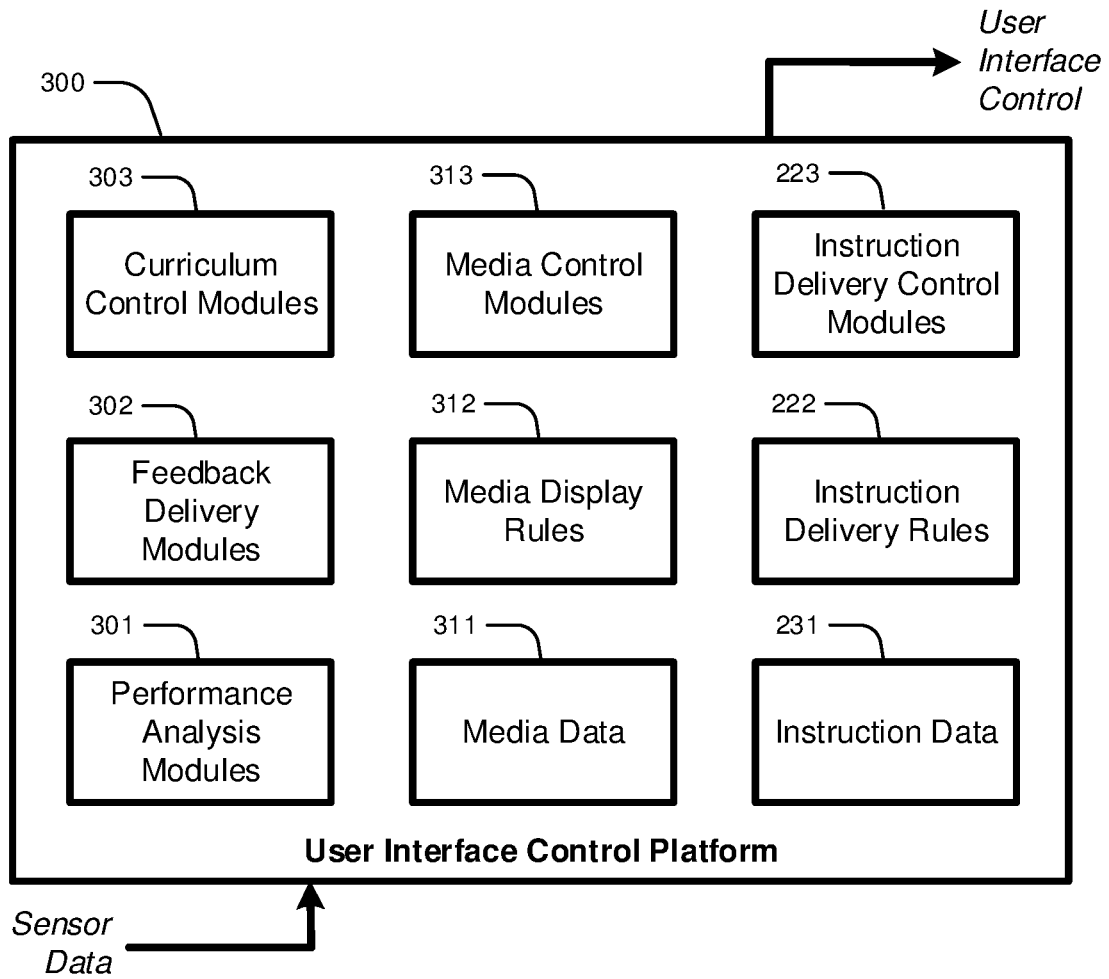 User
Interface
Control
300
303
313
223
Curriculum
Control Modules
Media Control
Modules
Instruction
Delivery Control
Modules
302
312
222
Feedback
Delivery
Modules
Media Display
Rules
Instruction
Delivery Rules
301
311
231
Performance
Analysis
Modules
Media Data
Instruction Data
User Interface Control Platform
Sensor
Data